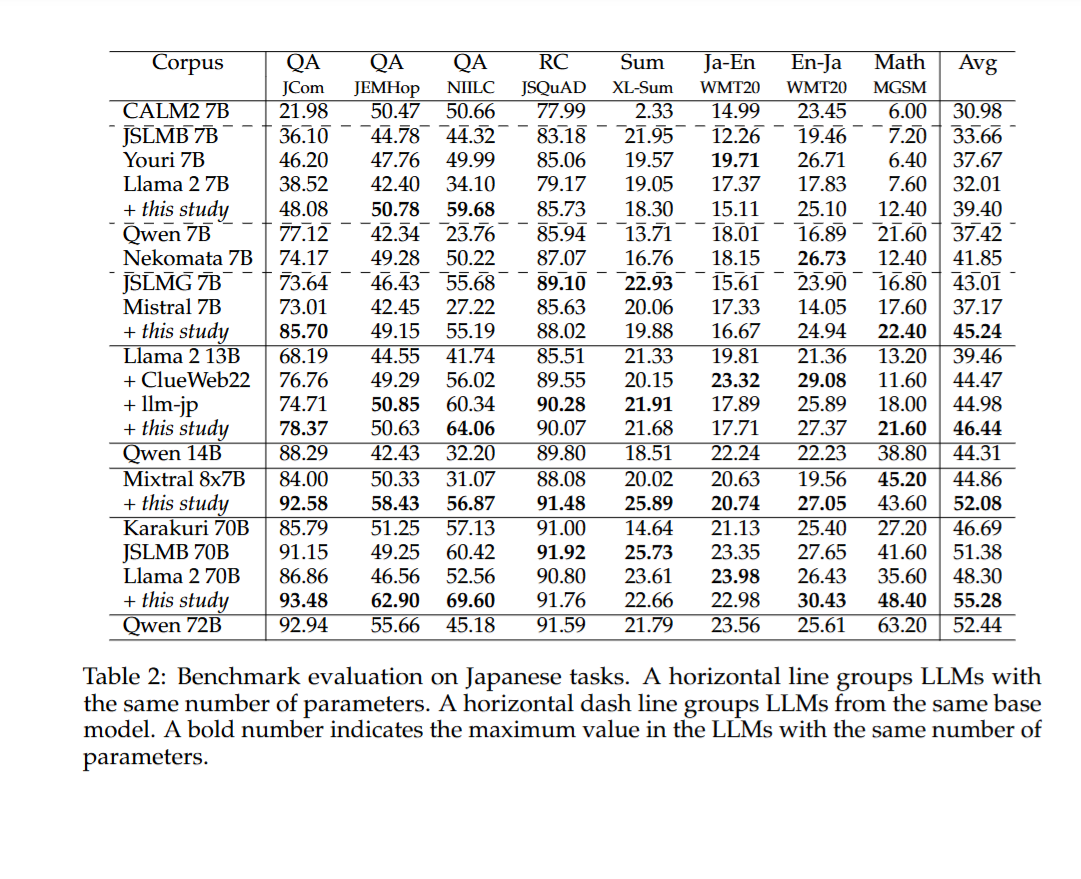 Corpus QA QA QA RC Sum Ja-En En-Ja Math Avg
JCom JEMHop NIILC JSQuAD XL-Sum WMT20 WMT20 MGSM
CALM2 7B 21.98 50.47 50.66 77.99 2.33 14.99 23.45 6.00 30.98
JSLMB 7B 36.10 44.78 44.32 83.18 21.95 12.26 19.46 7.20 33.66
Youri 7B 46.20 47.76 49.99 85.06 19.57 19.71 26.71 6.40 37.67
Llama 2 7B 38.52 42.40 34.10 79.17 19.05 17.37 17.83 7.60 32.01
+ this study 48.08 50.78 59.68 85.73 18.30 15.11 25.10 12.40 39.40
Qwen 7B 77.12 42.34 23.76 85.94 13.71 18.01 16.89 21.60 37.42
Nekomata 7B 74.17 49.28 50.22 87.07 16.76 18.15 26.73 12.40 41.85
JSLMG 7B 73.64 46.43 55.68 89.10 22.93 15.61 23.90 16.80 43.01
Mistral 7B 73.01 42.45 27.22 85.63 20.06 17.33 14.05 17.60 37.17
+ this study 85.70 49.15 55.19 88.02 19.88 16.67 24.94 22.40 45.24
Llama 2 13B 68.19 44.55 41.74 85.51 21.33 19.81 21.36 13.20 39.46
+ ClueWeb22 76.76 49.29 56.02 89.55 20.15 23.32 29.08 11.60 44.47
+ llm-jp 74.71 50.85 60.34 90.28 21.91 17.89 25.89 18.00 44.98
+ this study 78.37 50.63 64.06 90.07 21.68 17.71 27.37 21.60 46.44
Qwen 14B 88.29 42.43 32.20 89.80 18.51 22.24 22.23 38.80 44.31
Mixtral 8x7B 84.00 50.33 31.07 88.08 20.02 20.63 19.56 45.20 44.86
+ this study 92.58 58.43 56.87 91.48 25.89 20.74 27.05 43.60 52.08
Karakuri 70B 85.79 51.25 57.13 91.00 14.64 21.13 25.40 27.20 46.69
JSLMB 70B 91.15 49.25 60.42 91.92 25.73 23.35 27.65 41.60 51.38
Llama 2 70B 86.86 46.56 52.56 90.80 23.61 23.98 26.43 35.60 48.30
+ this study 93.48 62.90 69.60 91.76 22.66 22.98 30.43 48.40 55.28
Qwen 72B 92.94 55.66 45.18 91.59 21.79 23.56 25.61 63.20 52.44
Table 2: Benchmark evaluation on Japanese tasks. A horizontal line groups LLMs with
the same number of parameters. A horizontal dash line groups LLMs from the same base
model. A bold number indicates the maximum value in the LLMs with the same number of
parameters.